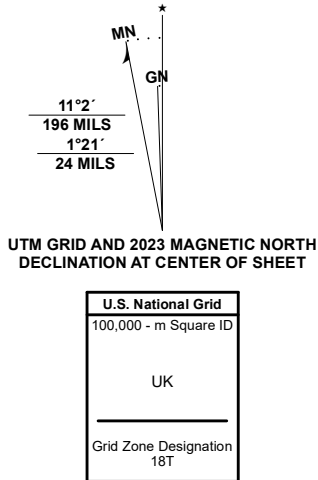 ★
MN
GN
11°2´
196 MILS
1°21´
24 MILS
UTM GRID AND 2023 MAGNETIC NORTH
DECLINATION AT CENTER OF SHEET
U.S. National Grid
100,000 - m Square ID
UK
Grid Zone Designation
18T